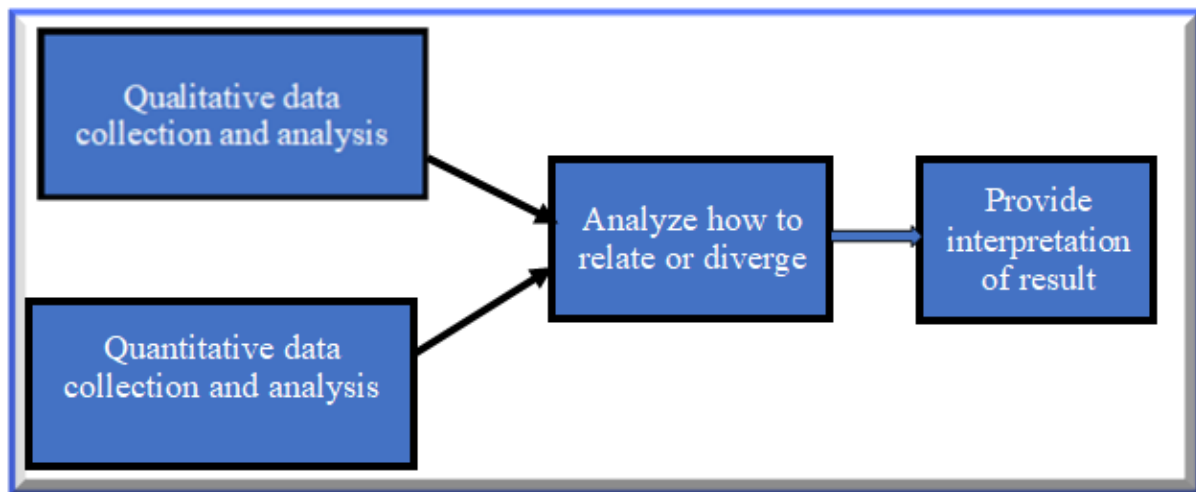 Qualitative data
collection and analysis
Quantitative data
collection and analysis
Analyze how to
relate or diverge
Provide
interpretation
of result